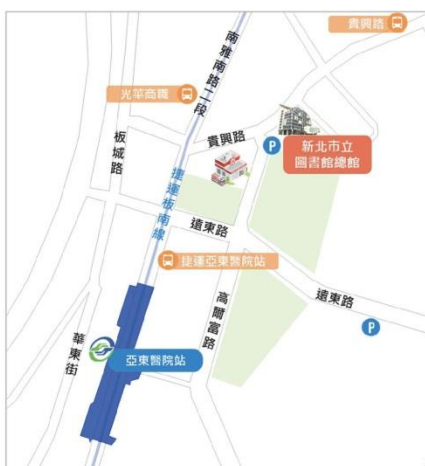 貴興路
南雅南路二段
光華商職
貴興路
P
新北市立
圖書館總館
板城路
捷運板南線
遠東路
捷運亞東醫院站
高爾富路
遠東路
P
華東街
亞東醫院站